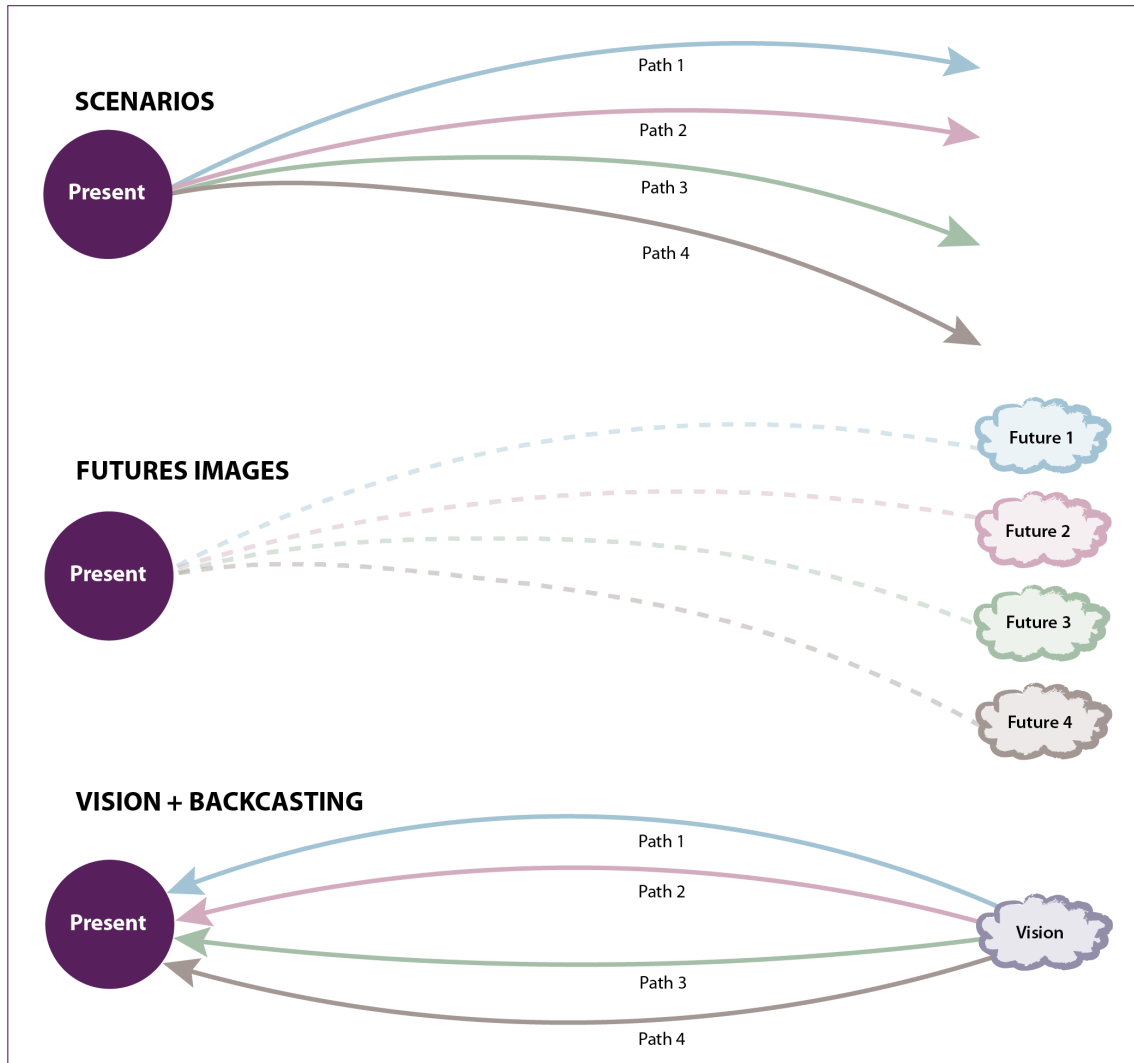 Path 1
SCENARIOS
Path 2
Present
Path 3
Path 4
Future 1
FUTURES IMAGES
Future 2
Present
Future 3
Future 4
VISION + BACKCASTING
Path 1
Path 2
Present
Vision
Path 3
Path 4